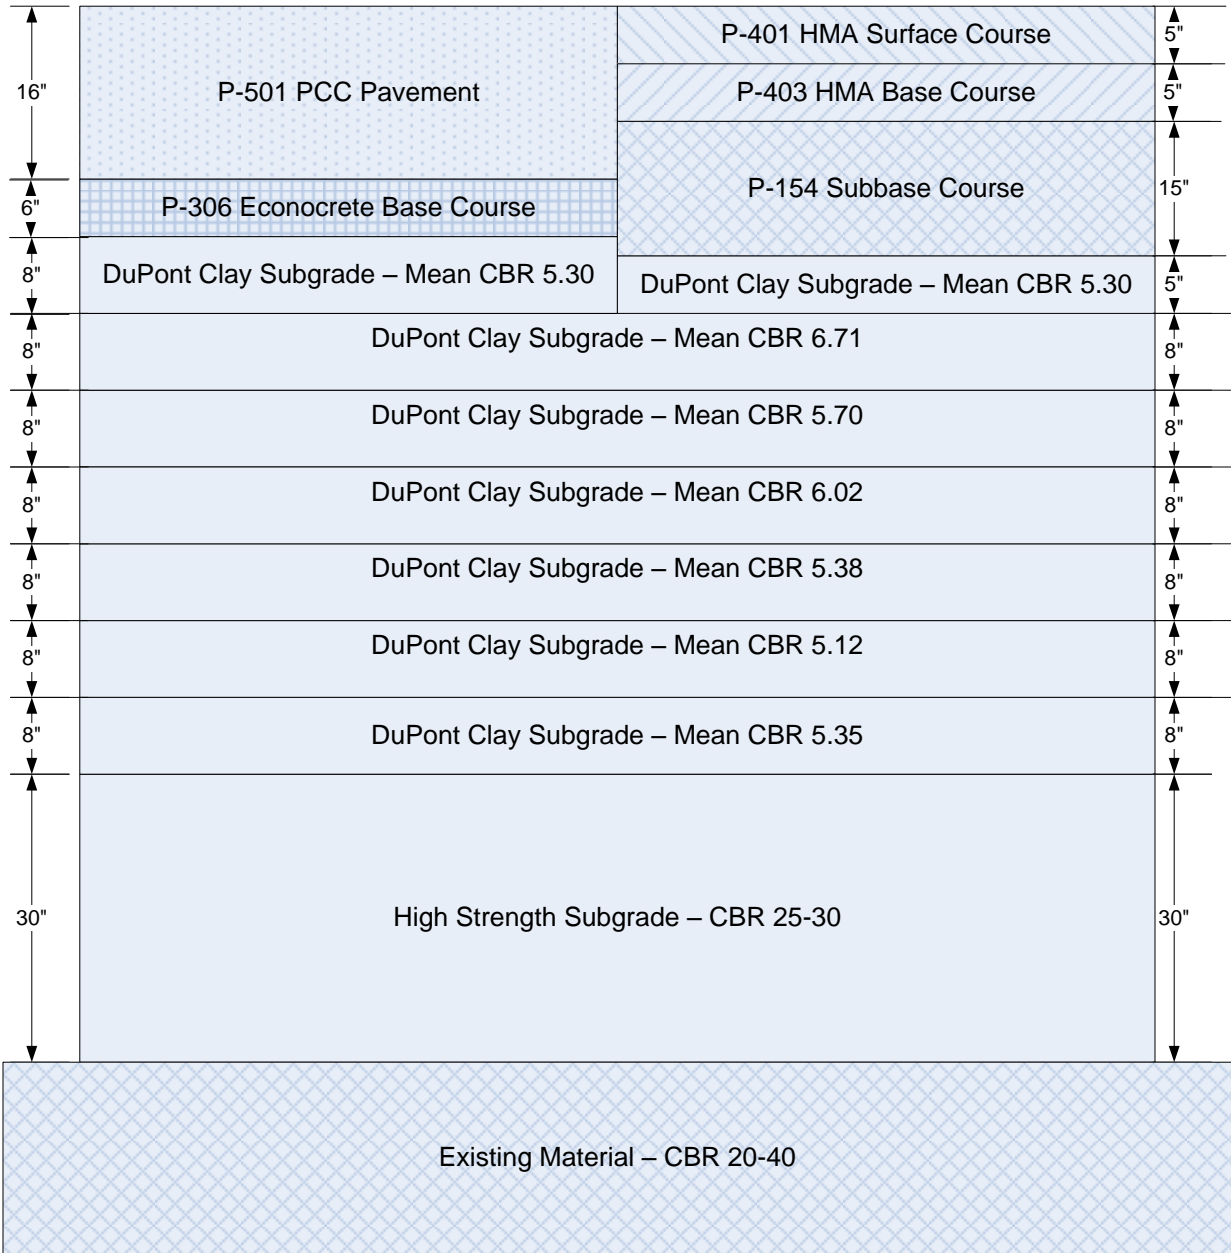 P-401 HMA Surface Course
5"
16"
P-501 PCC Pavement
P-403 HMA Base Course
5"
P-154 Subbase Course
15"
6"
P-306 Econocrete Base Course
8"
DuPont Clay Subgrade – Mean CBR 5.30
DuPont Clay Subgrade – Mean CBR 5.30
5"
8"
DuPont Clay Subgrade – Mean CBR 6.71
8"
8"
DuPont Clay Subgrade – Mean CBR 5.70
8"
8"
DuPont Clay Subgrade – Mean CBR 6.02
8"
8"
DuPont Clay Subgrade – Mean CBR 5.38
8"
8"
DuPont Clay Subgrade – Mean CBR 5.12
8"
8"
DuPont Clay Subgrade – Mean CBR 5.35
8"
30"
High Strength Subgrade – CBR 25-30
30"
Existing Material – CBR 20-40